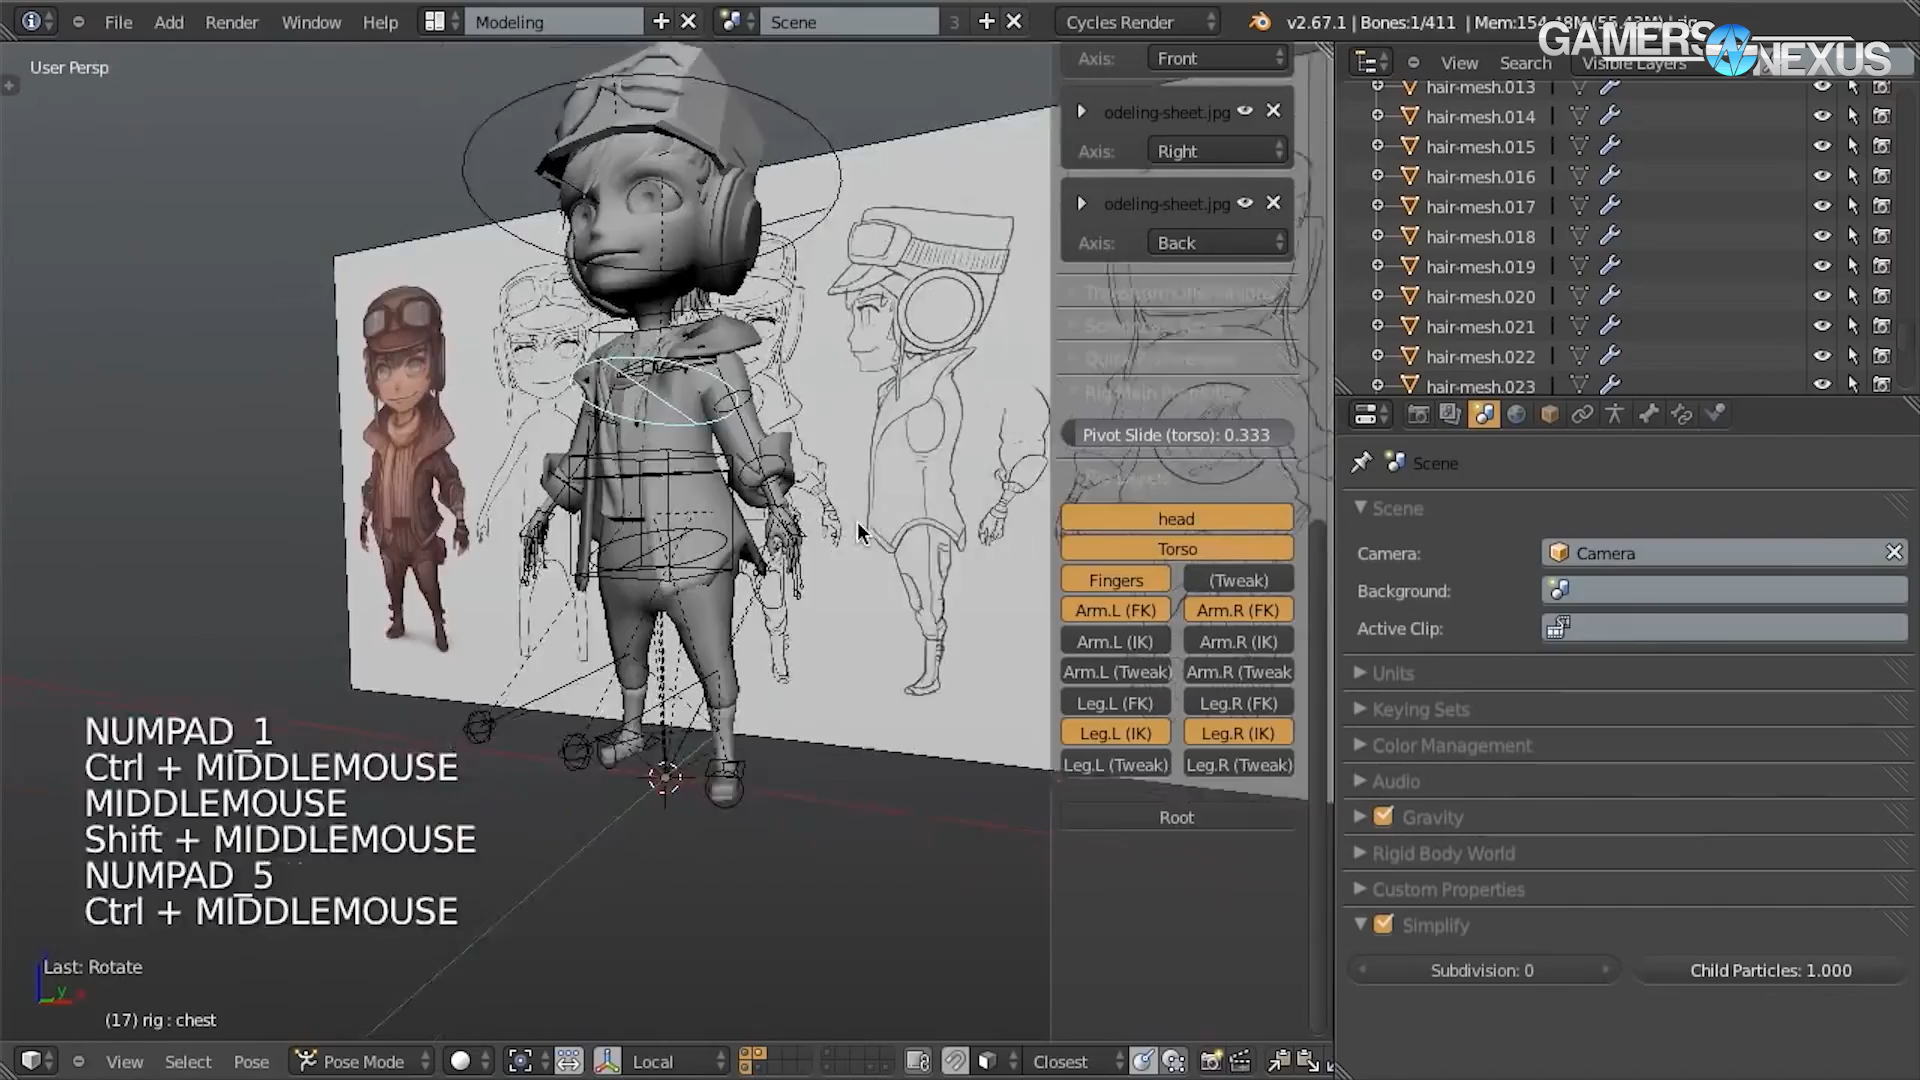 File Add Render Window Help Modeling Scene 3 Cycles Render v2.67.1 | Bones:1/411 | Mem:154.48M
GAMERS NEXUS
User Persp
Axis: Front
odeling-sheet.jpg
Axis: Right
odeling-sheet.jpg
Axis: Back
Pivot Slide (torso): 0.333
head
Torso
Fingers (Tweak)
Arm.L (FK) Arm.R (FK)
Arm.L (IK) Arm.R (IK)
Arm.L (Tweak) Arm.R (Tweak
Leg.L (FK) Leg.R (FK)
Leg.L (IK) Leg.R (IK)
Leg.L (Tweak) Leg.R (Tweak)
Root
View Search Visible Layers
hair-mesh.013
hair-mesh.014
hair-mesh.015
hair-mesh.016
hair-mesh.017
hair-mesh.018
hair-mesh.019
hair-mesh.020
hair-mesh.021
hair-mesh.022
hair-mesh.023
Scene
Scene
Camera: Camera
Background:
Active Clip:
Units
Keying Sets
Color Management
Audio
Gravity
Rigid Body World
Custom Properties
Simplify
Subdivision: 0 Child Particles: 1.000
NUMPAD_1
Ctrl + MIDDLEMOUSE
MIDDLEMOUSE
Shift + MIDDLEMOUSE
NUMPAD_5
Ctrl + MIDDLEMOUSE
Last: Rotate
y
(17) rig : chest
View Select Pose Pose Mode Local Closest